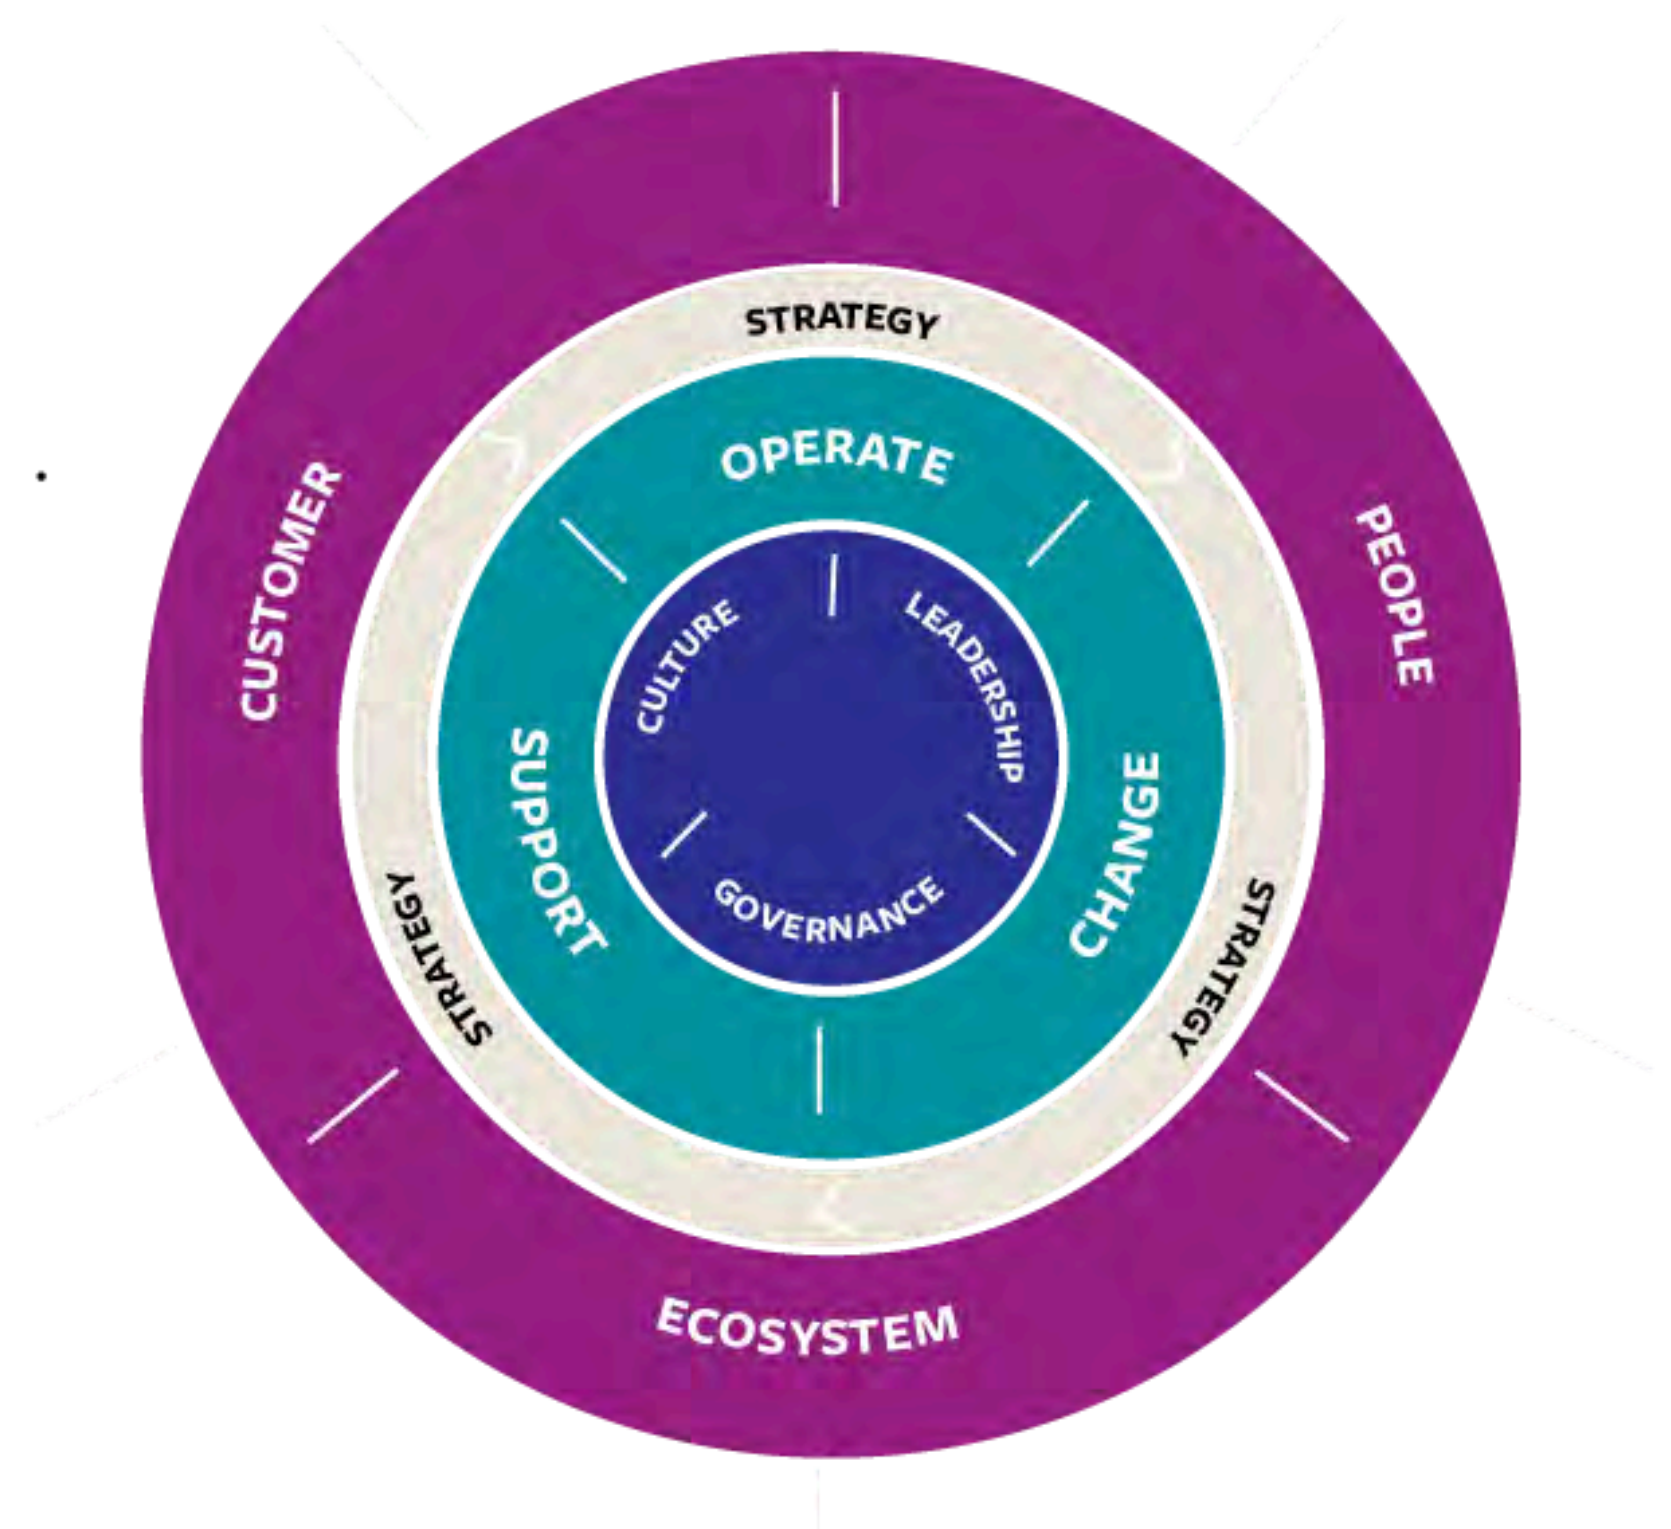 STRATEGY
OPERATE
CULTURE
LEADERSHIP
CUSTOMER
PEOPLE
SUPPORT
CHANGE
GOVERNANCE
STRATEGY
STRATEGY
ECOSYSTEM